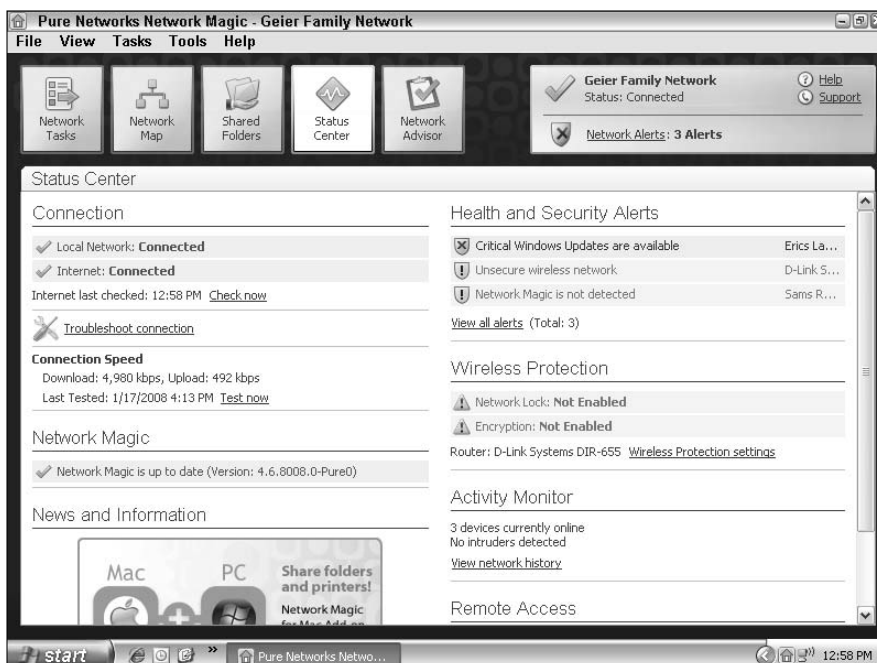 Pure Networks Network Magic - Geier Family Network
File View Tasks Tools Help
Network Tasks
Network Map
Shared Folders
Status Center
Network Advisor
Geier Family Network
Status: Connected
Help
Support
Network Alerts: 3 Alerts
Status Center
Connection
Local Network: Connected
Internet: Connected
Internet last checked: 12:58 PM Check now
Troubleshoot connection
Connection Speed
Download: 4,980 kbps, Upload: 492 kbps
Last Tested: 1/17/2008 4:13 PM Test now
Network Magic
Network Magic is up to date (Version: 4.6.8008.0-Pure0)
News and Information
Mac PC
Share folders
and printers!
Network Magic
for Mac Add-on
Health and Security Alerts
Critical Windows Updates are available Erics La...
Unsecure wireless network D-Link S...
Network Magic is not detected Sams R...
View all alerts (Total: 3)
Wireless Protection
Network Lock: Not Enabled
Encryption: Not Enabled
Router: D-Link Systems DIR-655 Wireless Protection settings
Activity Monitor
3 devices currently online
No intruders detected
View network history
Remote Access
start
Pure Networks Netwo...
12:58 PM